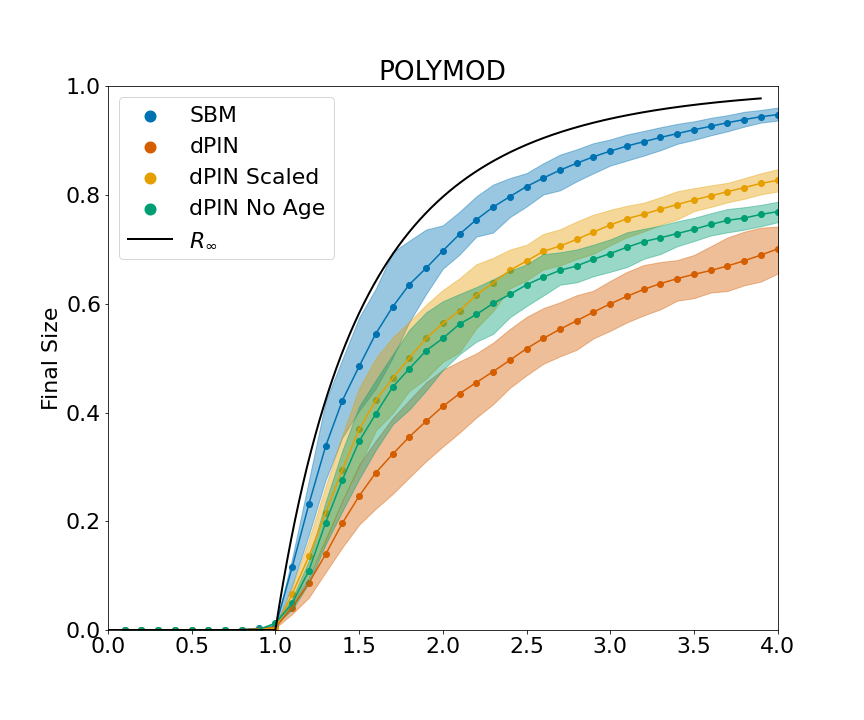 POLYMOD
SBM
dPIN
dPIN Scaled
dPIN No Age
R∞
Final Size
1.0
0.8
0.6
0.4
0.2
0.0
0.0 0.5 1.0 1.5 2.0 2.5 3.0 3.5 4.0